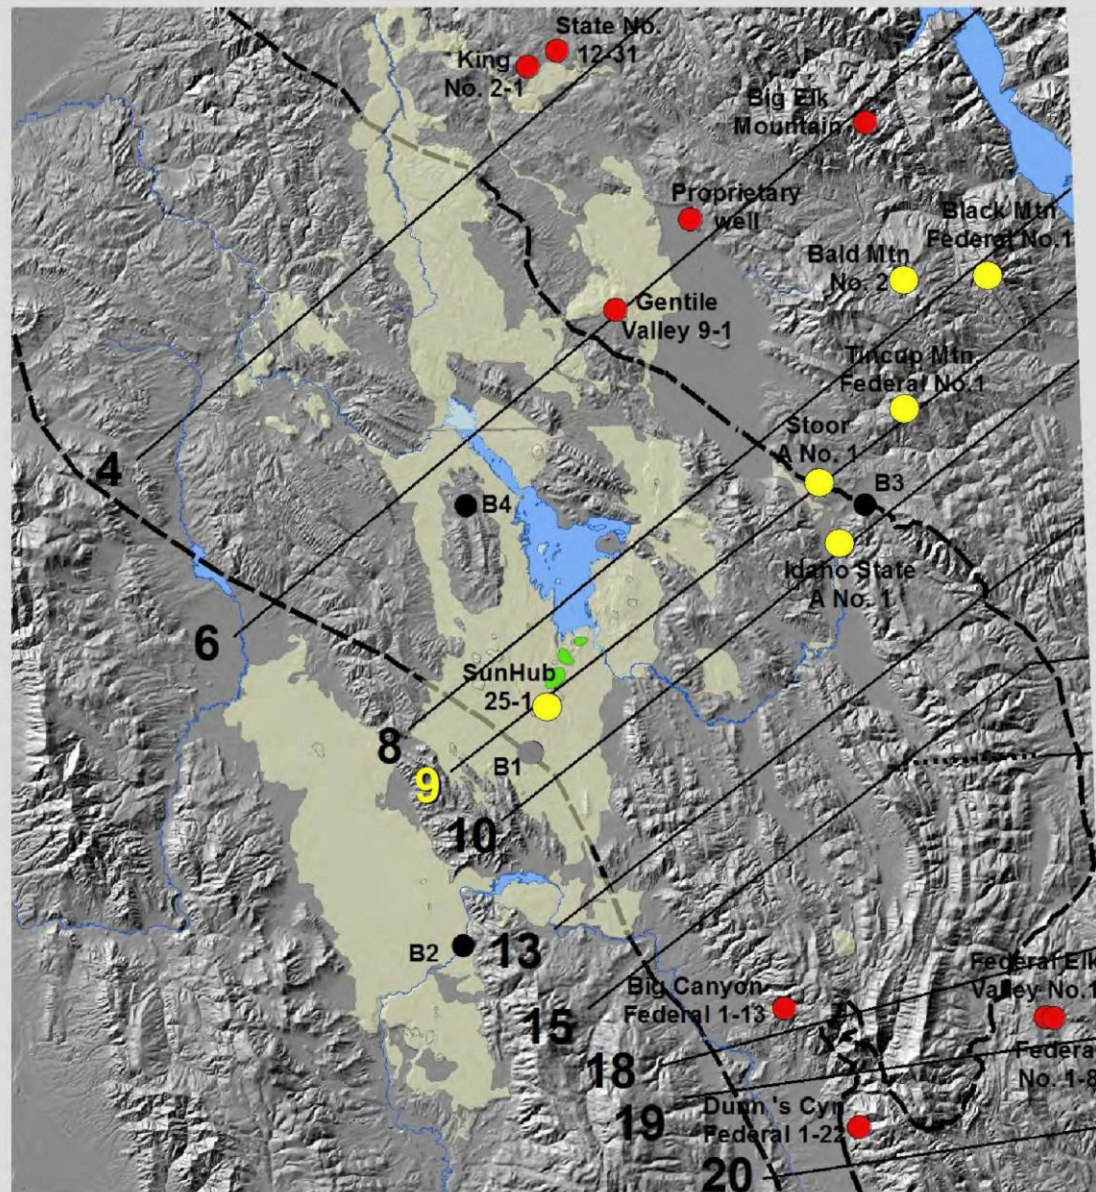 State No.
12-31
King
No. 2-1
Big Elk
Mountain
Proprietary
well
Black Mtn
Federal No.1
Bald Mtn
No. 2
Gentile
Valley 9-1
Tincup Mtn.
Federal No.1
Stoor
A No. 1
4
B4
B3
Idaho State
A No. 1
6
SunHub
25-1
8
B1
9
10
B2
13
Big Canyon
Federal 1-13
Federal Elk
Valley No.1
15
18
Federa
No. 1-8
19
Dunn 's Cyn
Federal 1-22
20